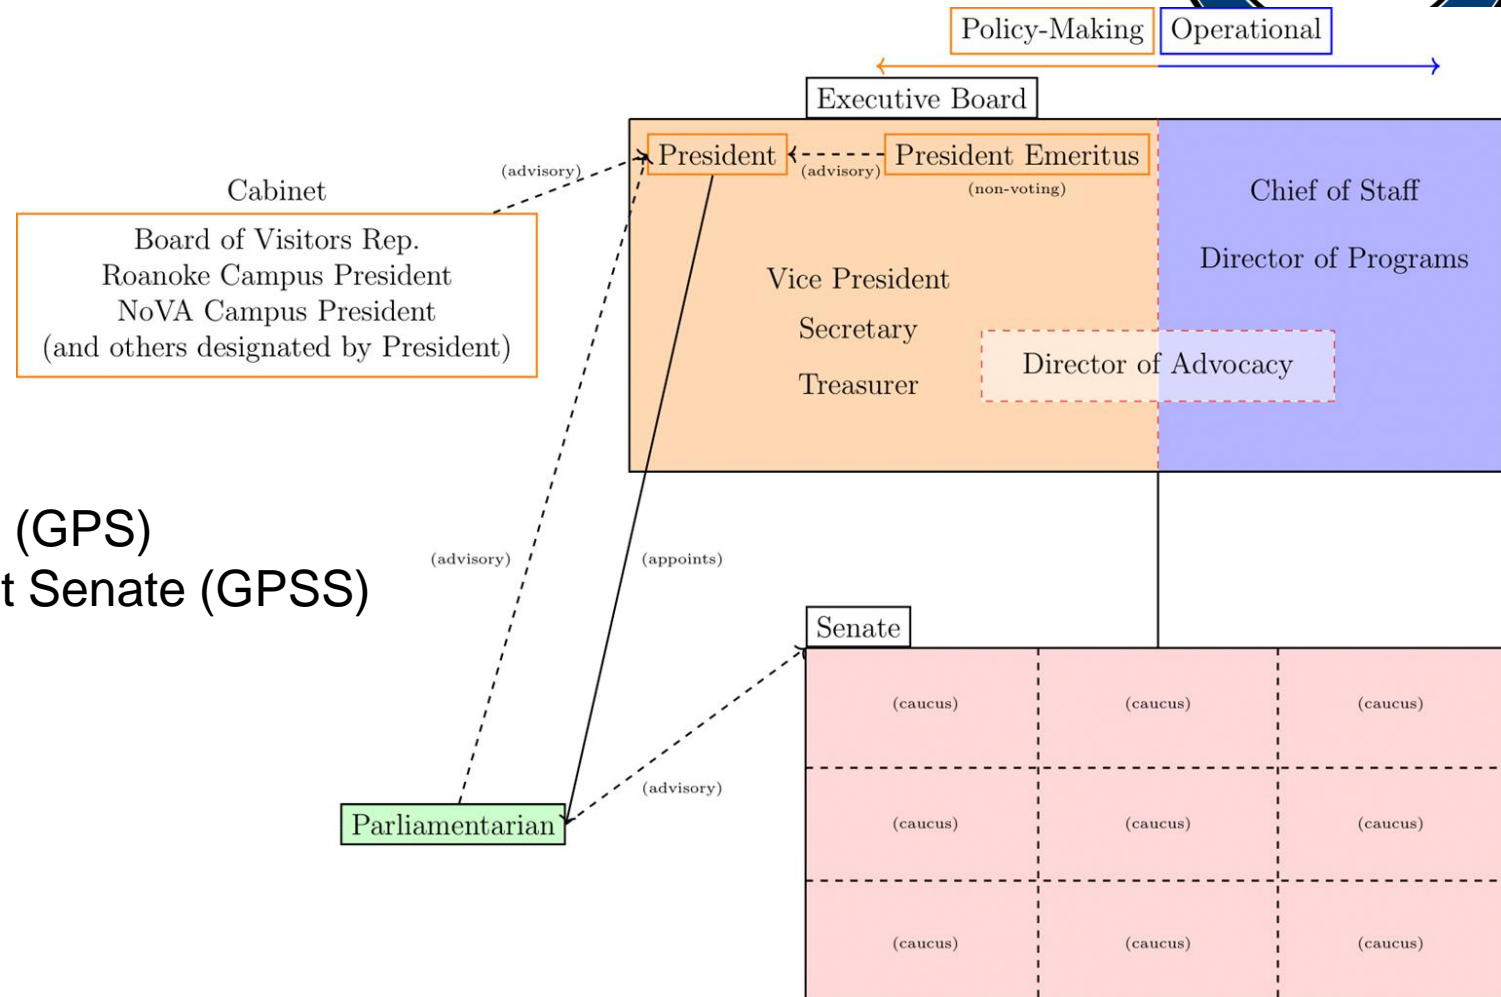 Policy-Making Operational
Executive Board
President
(advisory)
President Emeritus
(non-voting)
(advisory)
Cabinet
Board of Visitors Rep.
Roanoke Campus President
NoVA Campus President
(and others designated by President)
Chief of Staff
Director of Programs
Vice President
Secretary
Treasurer
Director of Advocacy
(GPS)
t Senate (GPSS)
(advisory)
(appoints)
Senate
(advisory)
Parliamentarian
(caucus) (caucus) (caucus)
(caucus) (caucus) (caucus)
(caucus) (caucus) (caucus)